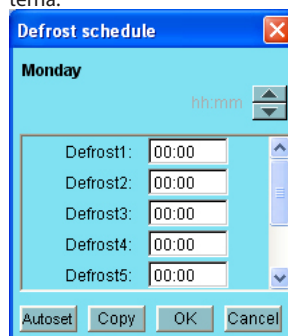 tema.
Defrost schedule
Monday
hh:mm
Defrost1: 00:00
Defrost2: 00:00
Defrost3: 00:00
Defrost4: 00:00
Defrost5: 00:00
Autoset Copy OK Cancel